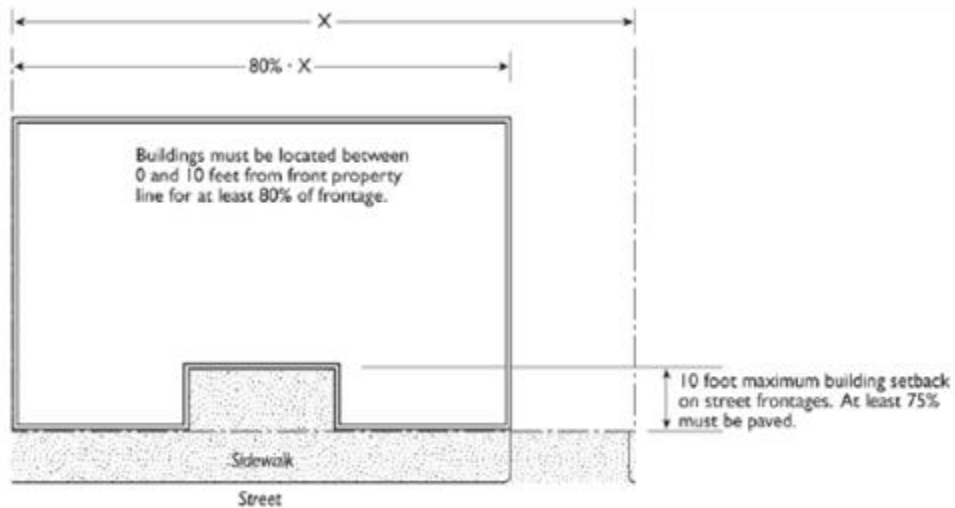 X
80% · X
Buildings must be located between
0 and 10 feet from front property
line for at least 80% of frontage.
10 foot maximum building setback
on street frontages. At least 75%
must be paved.
Sidewalk
Street